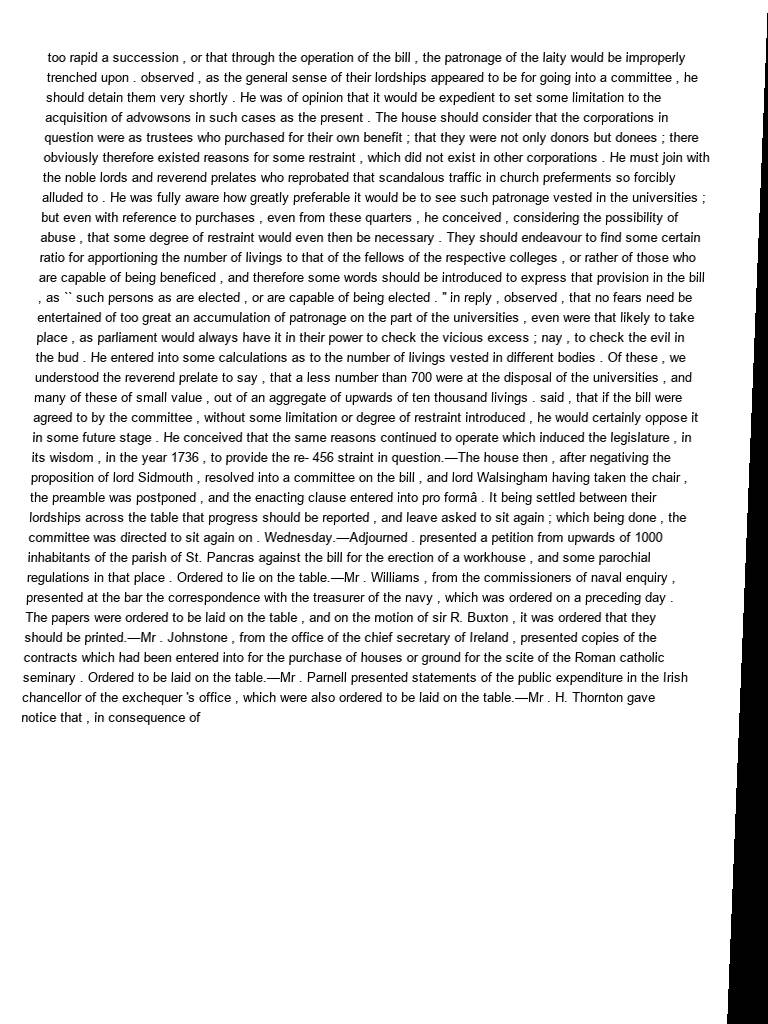 too rapid a succession , or that through the operation of the bill , the patronage of the laity would be improperly
trenched upon . observed , as the general sense of their lordships appeared to be for going into a committee , he
should detain them very shortly . He was of opinion that it would be expedient to set some limitation to the
acquisition of advowsons in such cases as the present . The house should consider that the corporations in
question were as trustees who purchased for their own benefit ; that they were not only donors but donees ; there
obviously therefore existed reasons for some restraint , which did not exist in other corporations . He must join with
the noble lords and reverend prelates who reprobated that scandalous traffic in church preferments so forcibly
alluded to . He was fully aware how greatly preferable it would be to see such patronage vested in the universities ;
but even with reference to purchases , even from these quarters , he conceived , considering the possibility of
abuse , that some degree of restraint would even then be necessary . They should endeavour to find some certain
ratio for apportioning the number of livings to that of the fellows of the respective colleges , or rather of those who
are capable of being beneficed , and therefore some words should be introduced to express that provision in the bill
, as `` such persons as are elected , or are capable of being elected . " in reply , observed , that no fears need be
entertained of too great an accumulation of patronage on the part of the universities , even were that likely to take
place , as parliament would always have it in their power to check the vicious excess ; nay , to check the evil in
the bud . He entered into some calculations as to the number of livings vested in different bodies . Of these , we
understood the reverend prelate to say , that a less number than 700 were at the disposal of the universities , and
many of these of small value , out of an aggregate of upwards of ten thousand livings . said , that if the bill were
agreed to by the committee , without some limitation or degree of restraint introduced , he would certainly oppose it
in some future stage . He conceived that the same reasons continued to operate which induced the legislature , in
its wisdom , in the year 1736 , to provide the re- 456 straint in question.—The house then , after negativing the
proposition of lord Sidmouth , resolved into a committee on the bill , and lord Walsingham having taken the chair ,
the preamble was postponed , and the enacting clause entered into pro formâ . It being settled between their
lordships across the table that progress should be reported , and leave asked to sit again ; which being done , the
committee was directed to sit again on . Wednesday.—Adjourned . presented a petition from upwards of 1000
inhabitants of the parish of St. Pancras against the bill for the erection of a workhouse , and some parochial
regulations in that place . Ordered to lie on the table.—Mr . Williams , from the commissioners of naval enquiry ,
presented at the bar the correspondence with the treasurer of the navy , which was ordered on a preceding day .
The papers were ordered to be laid on the table , and on the motion of sir R. Buxton , it was ordered that they
should be printed.—Mr . Johnstone , from the office of the chief secretary of Ireland , presented copies of the
contracts which had been entered into for the purchase of houses or ground for the scite of the Roman catholic
seminary . Ordered to be laid on the table.—Mr . Parnell presented statements of the public expenditure in the Irish
chancellor of the exchequer 's office , which were also ordered to be laid on the table.—Mr . H. Thornton gave
notice that , in consequence of